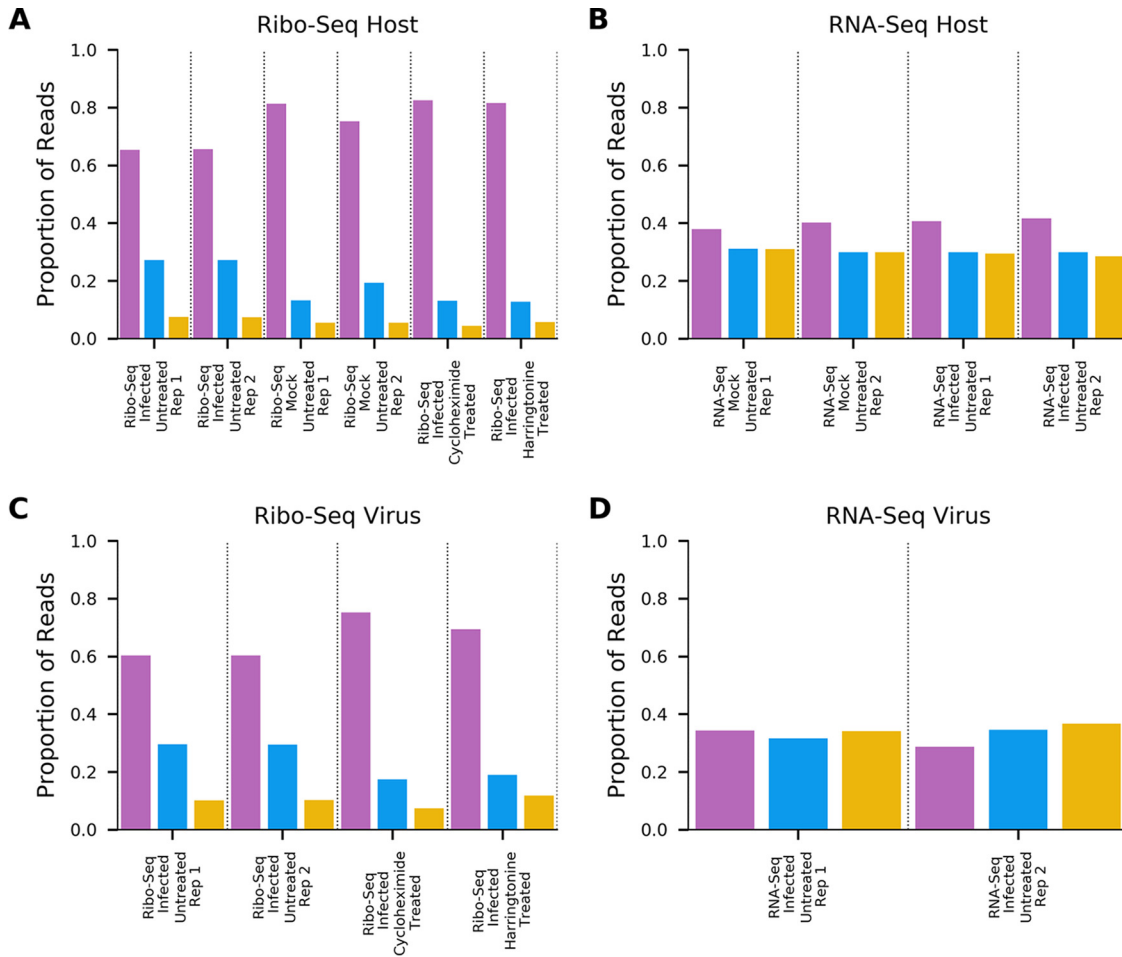 A
Ribo-Seq Host
Proportion of Reads
1.0
0.8
0.6
0.4
0.2
0.0
Ribo-Seq
Infected
Untreated
Rep 1
Ribo-Seq
Infected
Untreated
Rep 2
Ribo-Seq
Mock
Untreated
Rep 1
Ribo-Seq
Mock
Untreated
Rep 2
Ribo-Seq
Infected
Cycloheximide
Treated
Ribo-Seq
Infected
Harringtonine
Treated
B
RNA-Seq Host
Proportion of Reads
1.0
0.8
0.6
0.4
0.2
0.0
RNA-Seq
Mock
Untreated
Rep 1
RNA-Seq
Mock
Untreated
Rep 2
RNA-Seq
Infected
Untreated
Rep 1
RNA-Seq
Infected
Untreated
Rep 2
C
Ribo-Seq Virus
Proportion of Reads
1.0
0.8
0.6
0.4
0.2
0.0
Ribo-Seq
Infected
Untreated
Rep 1
Ribo-Seq
Infected
Untreated
Rep 2
Ribo-Seq
Infected
Cycloheximide
Treated
Ribo-Seq
Infected
Harringtonine
Treated
D
RNA-Seq Virus
Proportion of Reads
1.0
0.8
0.6
0.4
0.2
0.0
RNA-Seq
Infected
Untreated
Rep 1
RNA-Seq
Infected
Untreated
Rep 2